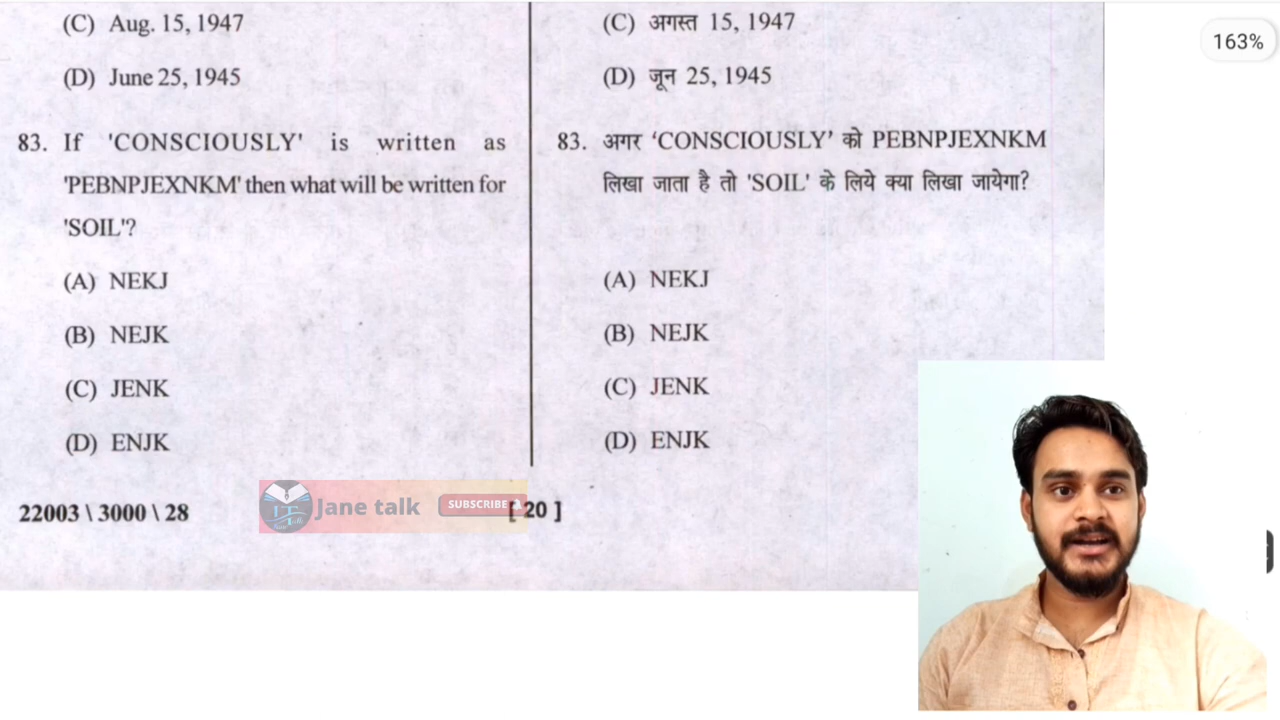 (C) Aug. 15, 1947
(D) June 25, 1945
83. If 'CONSCIOUSLY' is written as
'PEBNPJEXNKM' then what will be written for
'SOIL'?
(A) NEKJ
(B) NEJK
(C) JENK
(D) ENJK
(C) अगस्त 15, 1947
(D) जून 25, 1945
83. अगर ‘CONSCIOUSLY’ को PEBNPJEXNKM
लिखा जाता है तो 'SOIL' के लिये क्या लिखा जायेगा?
(A) NEKJ
(B) NEJK
(C) JENK
(D) ENJK
22003 \ 3000 \ 28
Jane talk
SUBSCRIBE
[ 20 ]
163%